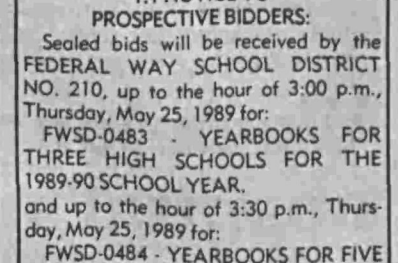 PROSPECTIVE BIDDERS:
Sealed bids will be received by the
FEDERAL WAY SCHOOL DISTRICT
NO. 210, up to the hour of 3:00 p.m.,
Thursday, May 25, 1989 for:
FWSD-0483 - YEARBOOKS FOR
THREE HIGH SCHOOLS FOR THE
1989-90 SCHOOL YEAR.
and up to the hour of 3:30 p.m., Thurs-
day, May 25, 1989 for:
FWSD-0484 - YEARBOOKS FOR FIVE